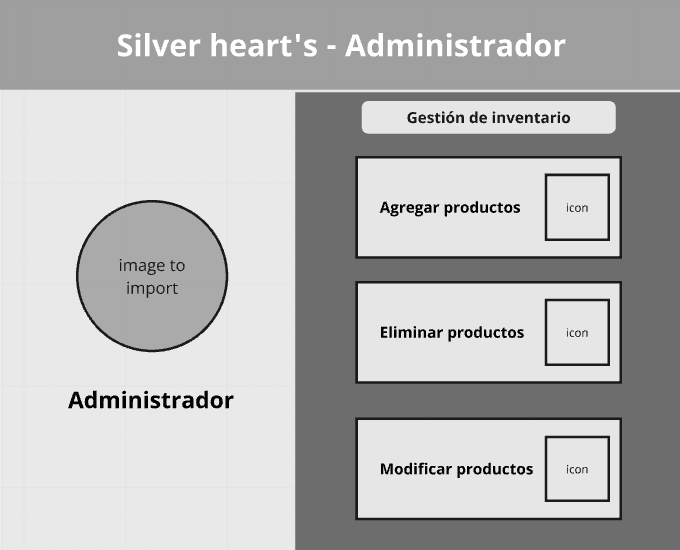 Silver heart's - Administrador
Gestión de inventario
Agregar productos
icon
image to
import
Eliminar productos
icon
Administrador
Modificar productos
icon